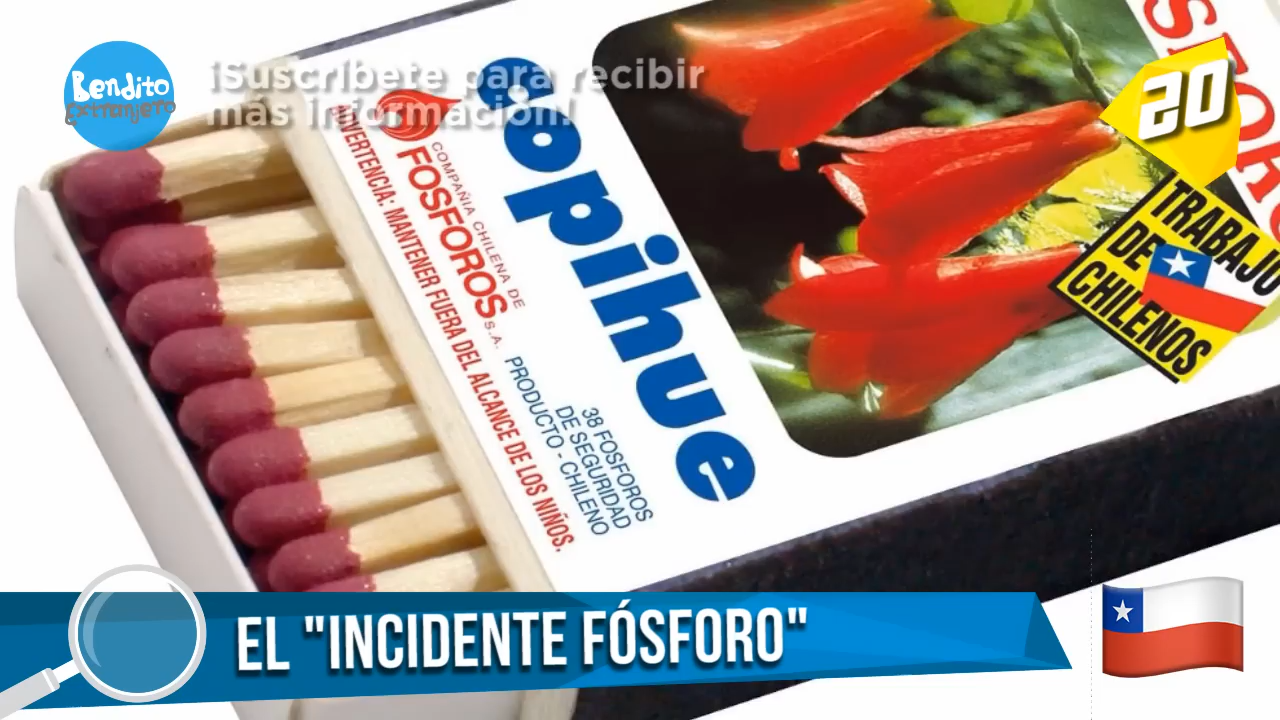 Bendito
Extranjero
¡Suscríbete para recibir
más información!
20
COMPAÑIA CHILENA DE
FOSFOROS S.A.
ADVERTENCIA: MANTENER FUERA DEL ALCANCE DE LOS NIÑOS.
copihue
38 FOSFOROS
DE SEGURIDAD
PRODUCTO - CHILENO
TRABAJO
DE
CHILENOS
EL "INCIDENTE FÓSFORO"